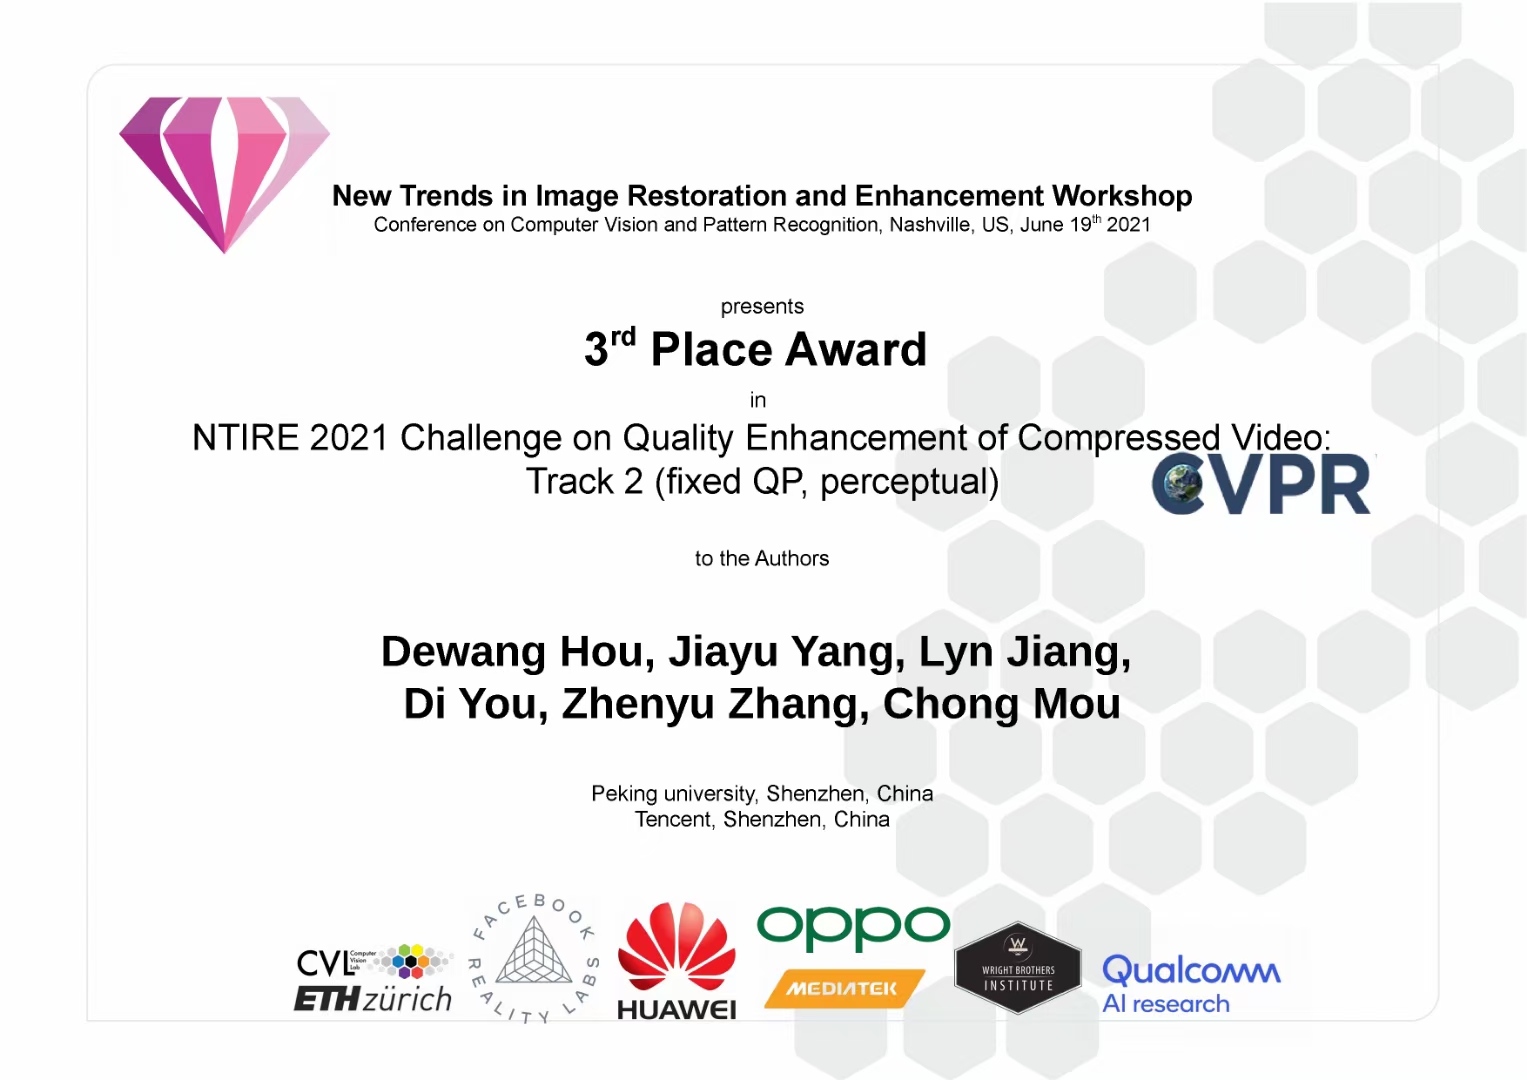 New Trends in Image Restoration and Enhancement Workshop
Conference on Computer Vision and Pattern Recognition, Nashville, US, June 19th 2021
presents
3rd Place Award
in
NTIRE 2021 Challenge on Quality Enhancement of Compressed Video:
Track 2 (fixed QP, perceptual)
CVPR
to the Authors
Dewang Hou, Jiayu Yang, Lyn Jiang,
Di You, Zhenyu Zhang, Chong Mou
Peking university, Shenzhen, China
Tencent, Shenzhen, China
CVL
Computer
Vision
Lab
ETH zürich
FACEBOOK
REALITY LABS
HUAWEI
oppo
MEDIATEK
W
WRIGHT BROTHERS
INSTITUTE
Qualcomm
AI research